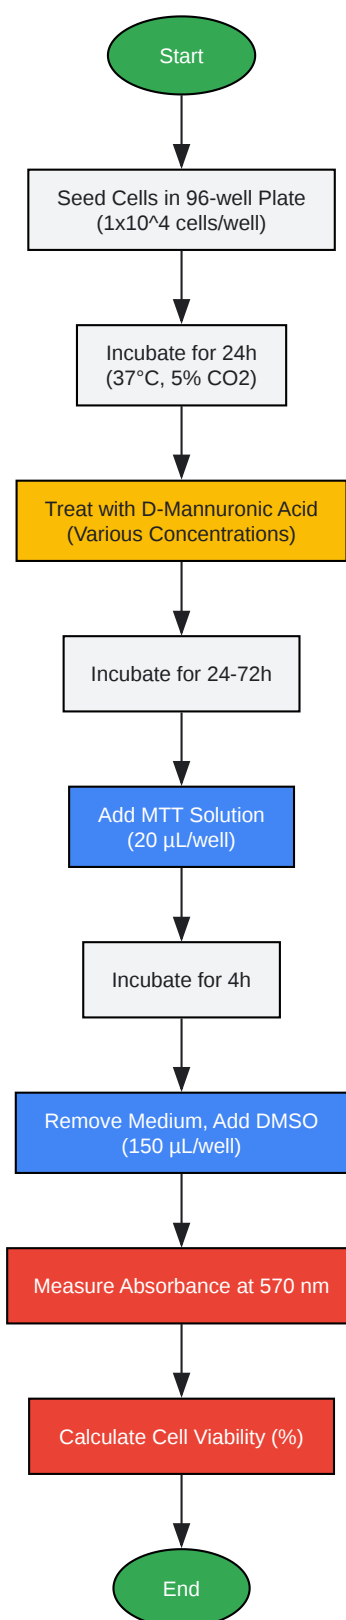 Start
Seed Cells in 96-well Plate
(1x10^4 cells/well)
Incubate for 24h
(37°C, 5% CO2)
Treat with D-Mannuronic Acid
(Various Concentrations)
Incubate for 24-72h
Add MTT Solution
(20 µL/well)
Incubate for 4h
Remove Medium, Add DMSO
(150 µL/well)
Measure Absorbance at 570 nm
Calculate Cell Viability (%)
End